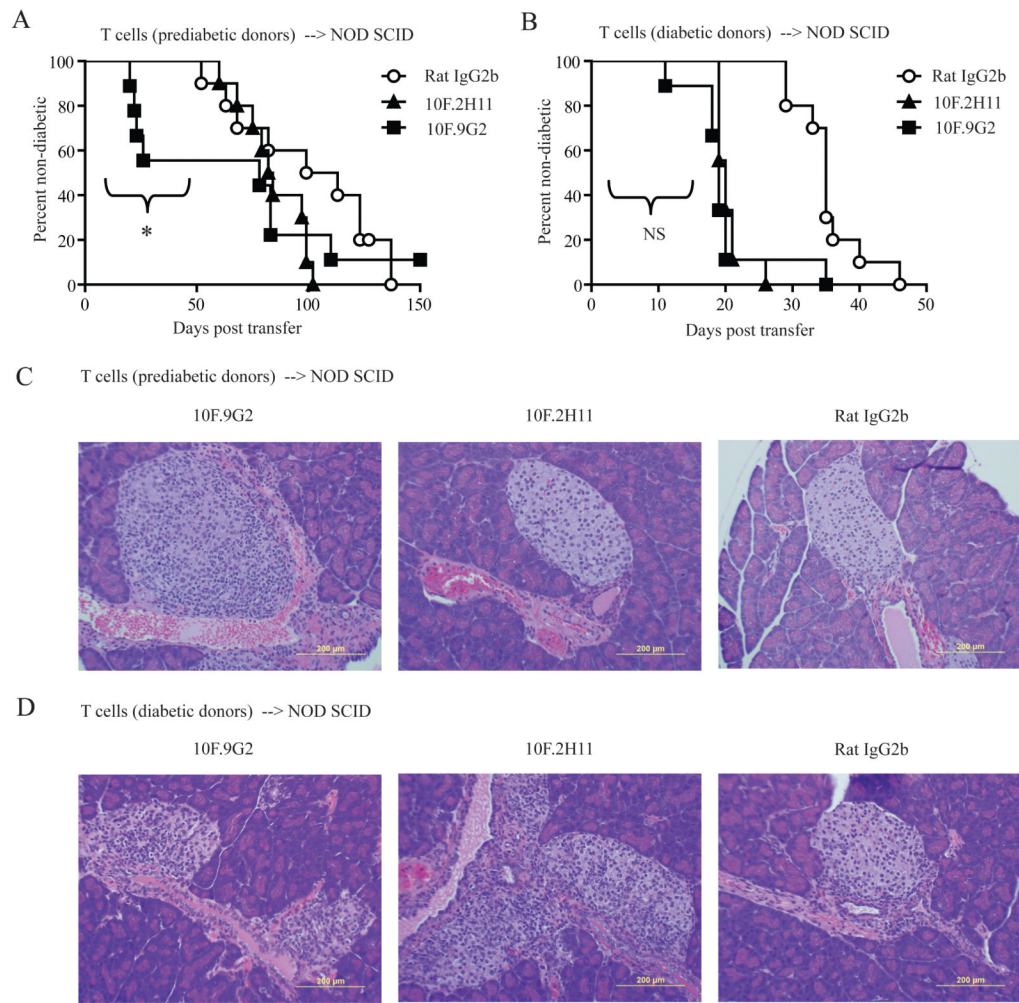 A
T cells (prediabetic donors) --> NOD SCID
Percent non-diabetic
100
80
60
40
20
0
*
Rat IgG2b
10F.2H11
10F.9G2
0
50
100
150
Days post transfer
B
T cells (diabetic donors) --> NOD SCID
Percent non-diabetic
100
80
60
40
20
0
NS
Rat IgG2b
10F.2H11
10F.9G2
0
10
20
30
40
50
Days post transfer
C
T cells (prediabetic donors) --> NOD SCID
10F.9G2
10F.2H11
Rat IgG2b
200 µm
200 µm
200 µm
D
T cells (diabetic donors) --> NOD SCID
10F.9G2
10F.2H11
Rat IgG2b
200 µm
200 µm
200 µm